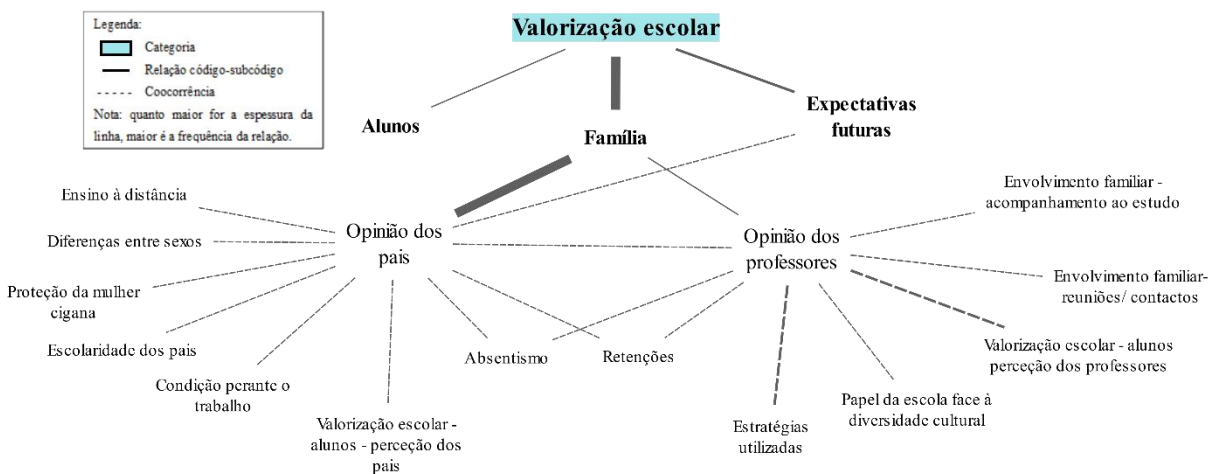 Legenda:
Categoria
Relação código-subcódigo
Coocorrência
Nota: quanto maior for a espessura da
linha, maior é a frequência da relação.
Valorização escolar
Alunos
Família
Expectativas
futuras
Ensino à distância
Diferenças entre sexos
Proteção da mulher
cigana
Escolaridade dos pais
Condição perante o
trabalho
Valorização escolar -
alunos - perceção dos
pais
Opinião dos
pais
Absentismo
Retenções
Opinião dos
professores
Envolvimento familiar -
acompanhamento ao estudo
Envolvimento familiar-
reuniões/ contactos
Valorização escolar - alunos
perceção dos professores
Papel da escola face à
diversidade cultural
Estratégias
utilizadas